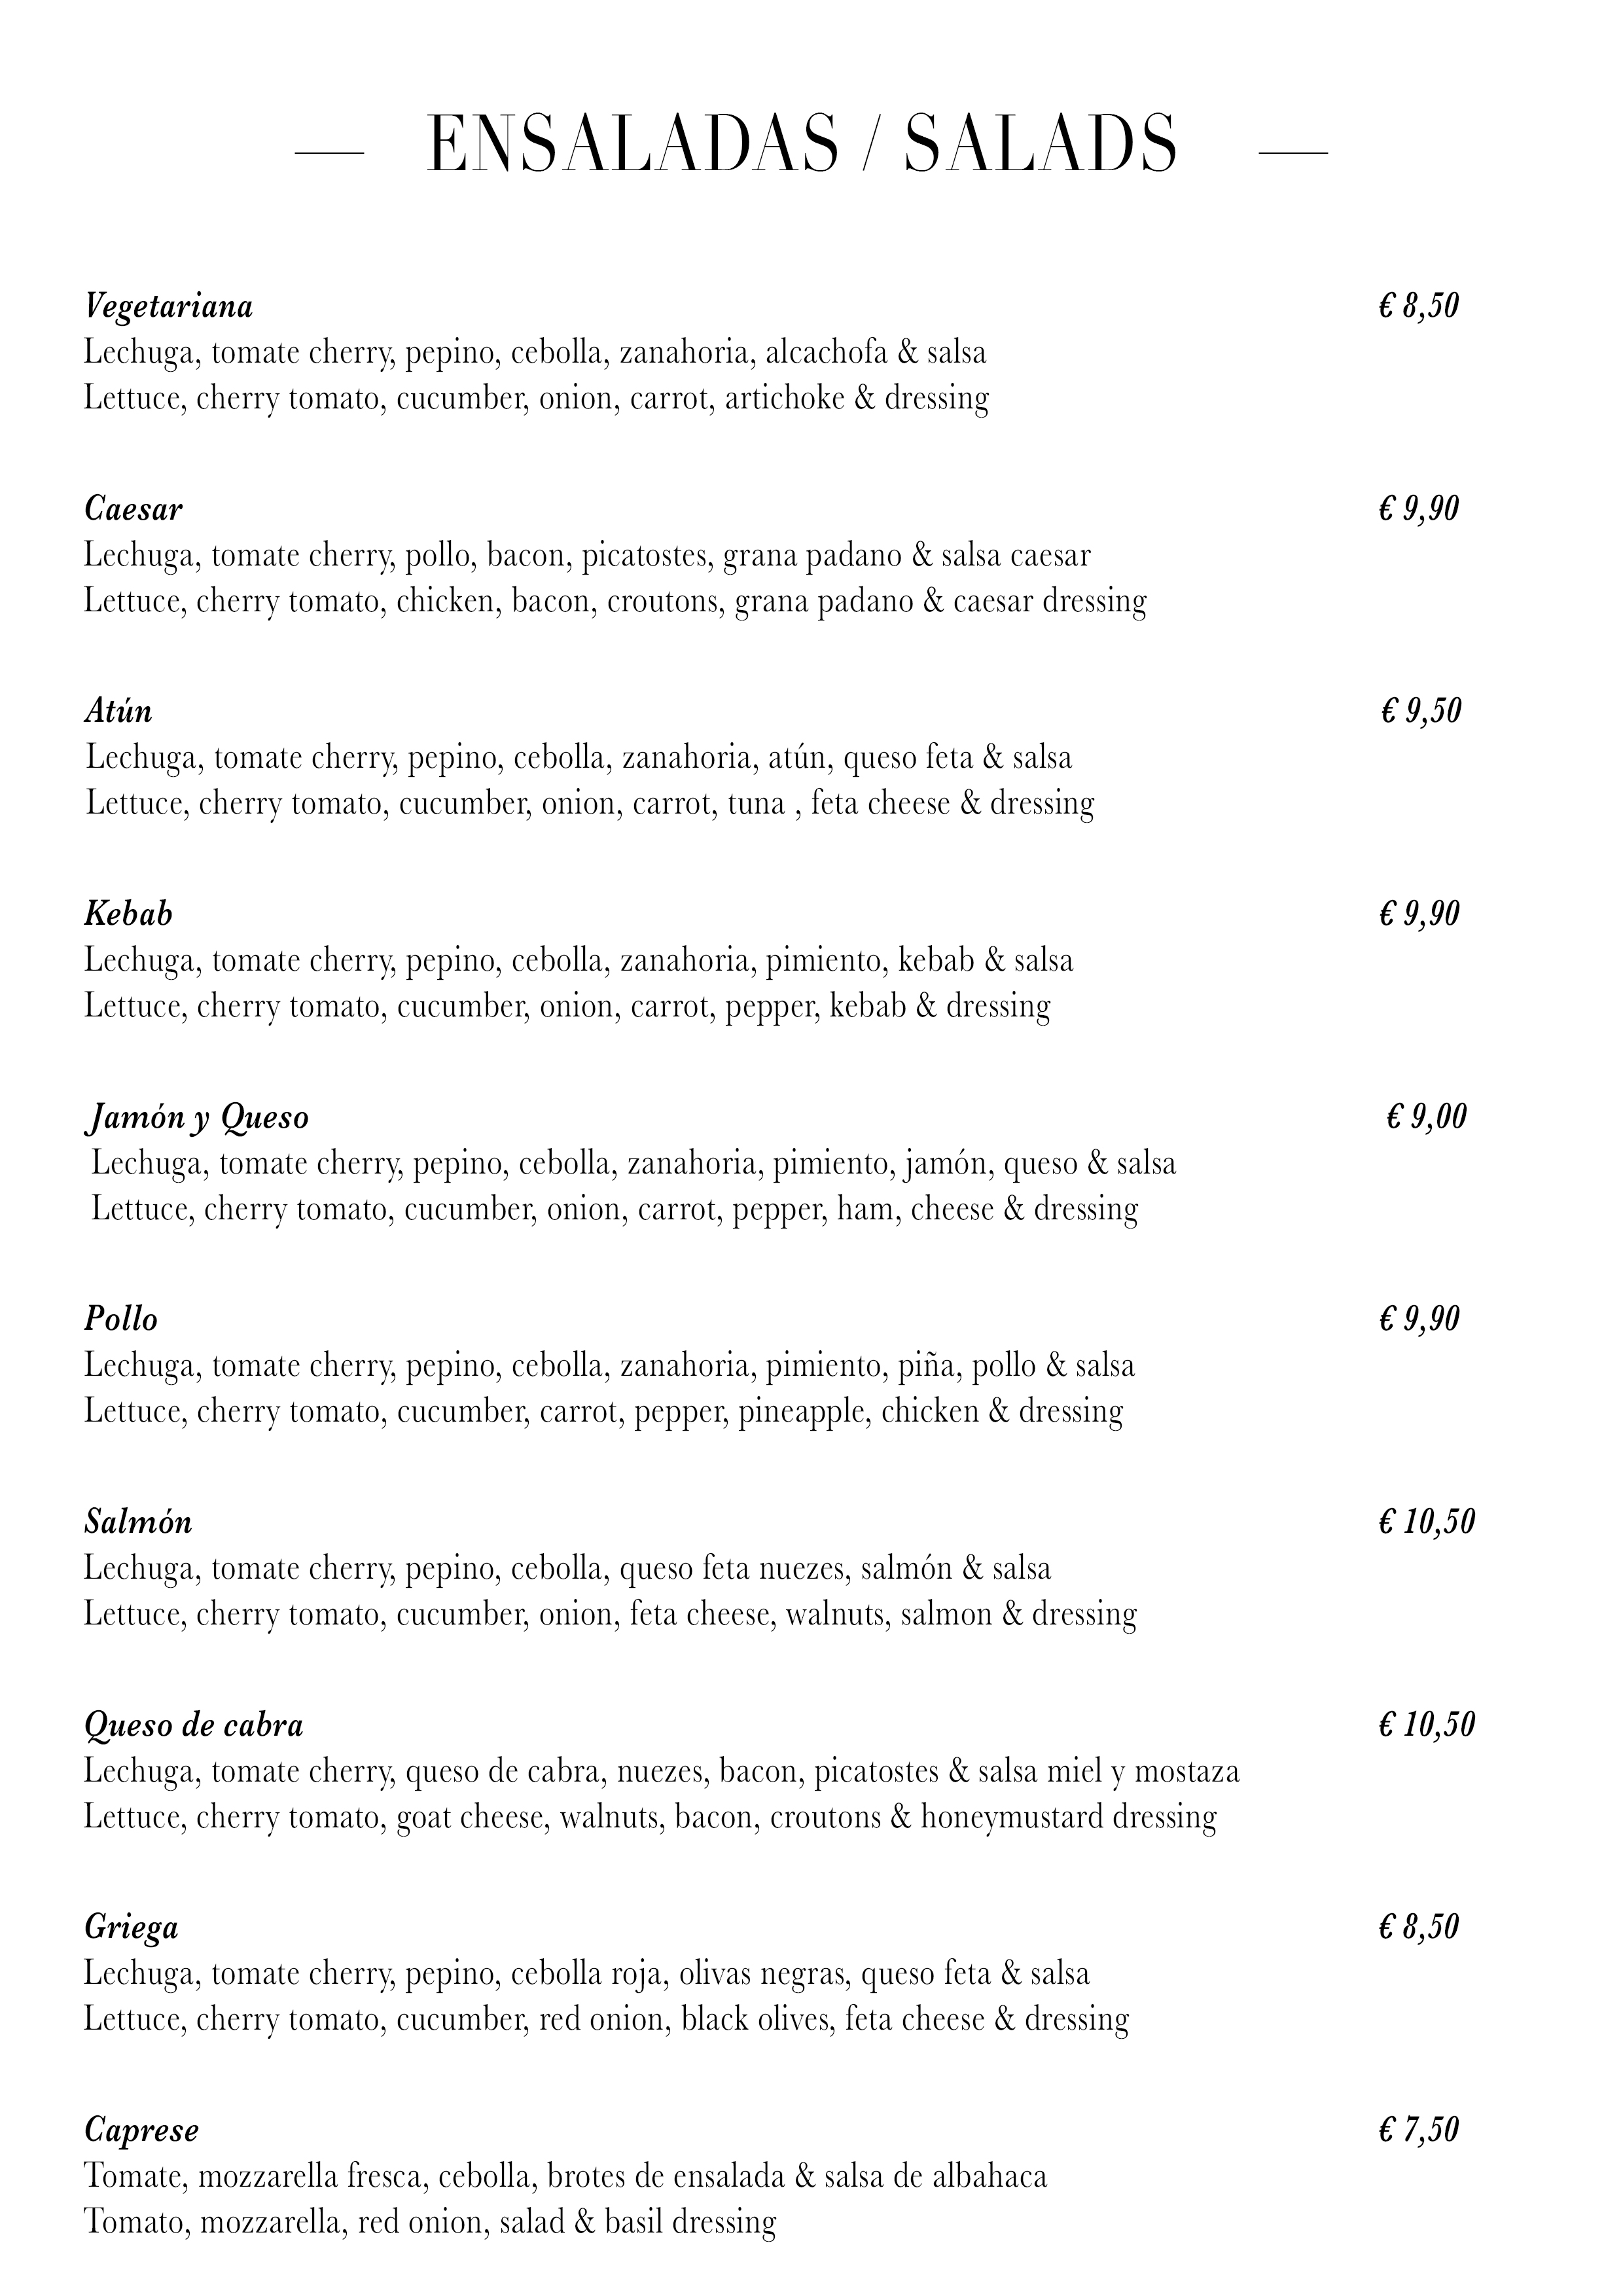 ENSALADAS / SALADS
Vegetariana € 8,50
Lechuga, tomate cherry, pepino, cebolla, zanahoria, alcachofa & salsa
Lettuce, cherry tomato, cucumber, onion, carrot, artichoke & dressing
Caesar € 9,90
Lechuga, tomate cherry, pollo, bacon, picatostes, grana padano & salsa caesar
Lettuce, cherry tomato, chicken, bacon, croutons, grana padano & caesar dressing
Atún € 9,50
Lechuga, tomate cherry, pepino, cebolla, zanahoria, atún, queso feta & salsa
Lettuce, cherry tomato, cucumber, onion, carrot, tuna , feta cheese & dressing
Kebab € 9,90
Lechuga, tomate cherry, pepino, cebolla, zanahoria, pimiento, kebab & salsa
Lettuce, cherry tomato, cucumber, onion, carrot, pepper, kebab & dressing
Jamón y Queso € 9,00
Lechuga, tomate cherry, pepino, cebolla, zanahoria, pimiento, jamón, queso & salsa
Lettuce, cherry tomato, cucumber, onion, carrot, pepper, ham, cheese & dressing
Pollo € 9,90
Lechuga, tomate cherry, pepino, cebolla, zanahoria, pimiento, piña, pollo & salsa
Lettuce, cherry tomato, cucumber, carrot, pepper, pineapple, chicken & dressing
Salmón € 10,50
Lechuga, tomate cherry, pepino, cebolla, queso feta nuezes, salmón & salsa
Lettuce, cherry tomato, cucumber, onion, feta cheese, walnuts, salmon & dressing
Queso de cabra € 10,50
Lechuga, tomate cherry, queso de cabra, nuezes, bacon, picatostes & salsa miel y mostaza
Lettuce, cherry tomato, goat cheese, walnuts, bacon, croutons & honeymustard dressing
Griega € 8,50
Lechuga, tomate cherry, pepino, cebolla roja, olivas negras, queso feta & salsa
Lettuce, cherry tomato, cucumber, red onion, black olives, feta cheese & dressing
Caprese € 7,50
Tomate, mozzarella fresca, cebolla, brotes de ensalada & salsa de albahaca
Tomato, mozzarella, red onion, salad & basil dressing